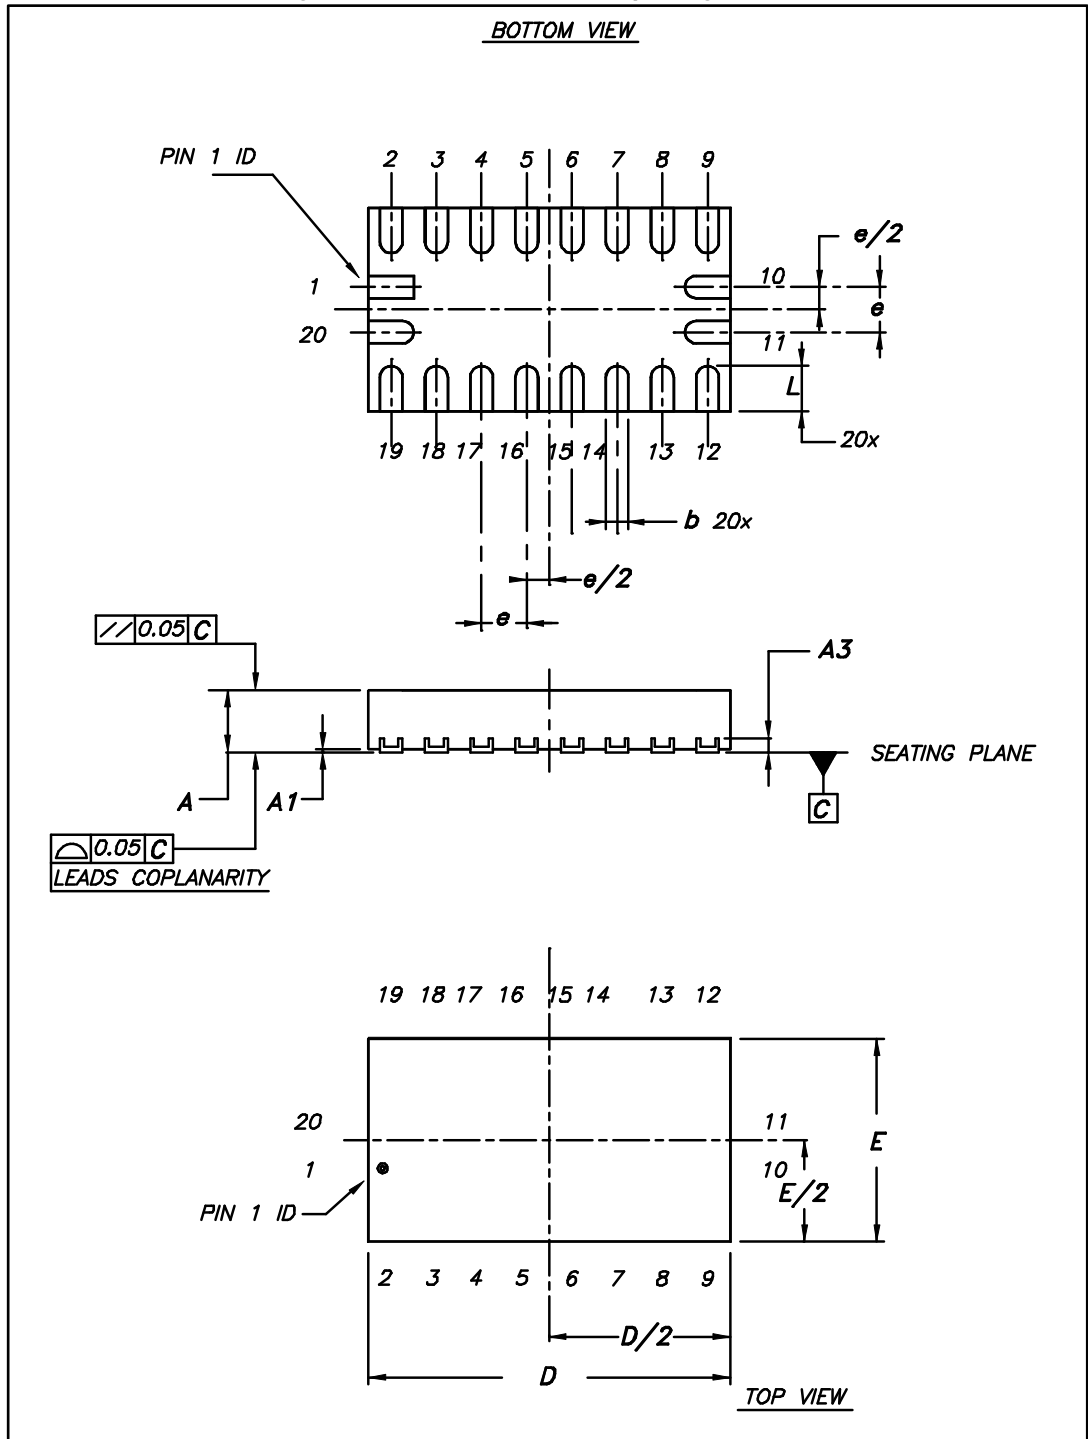 BOTTOM VIEW
PIN 1 ID
2 3 4 5 6 7 8 9
e/2
1
10
e
20
11
L
19 18 17 16 15 14 13 12
20x
b 20x
e/2
e
// 0.05 C
A3
SEATING PLANE
A
A1
C
0.05 C
LEADS COPLANARITY
19 18 17 16 15 14 13 12
20
11
E
1
10
E/2
PIN 1 ID
2 3 4 5 6 7 8 9
D/2
D
TOP VIEW